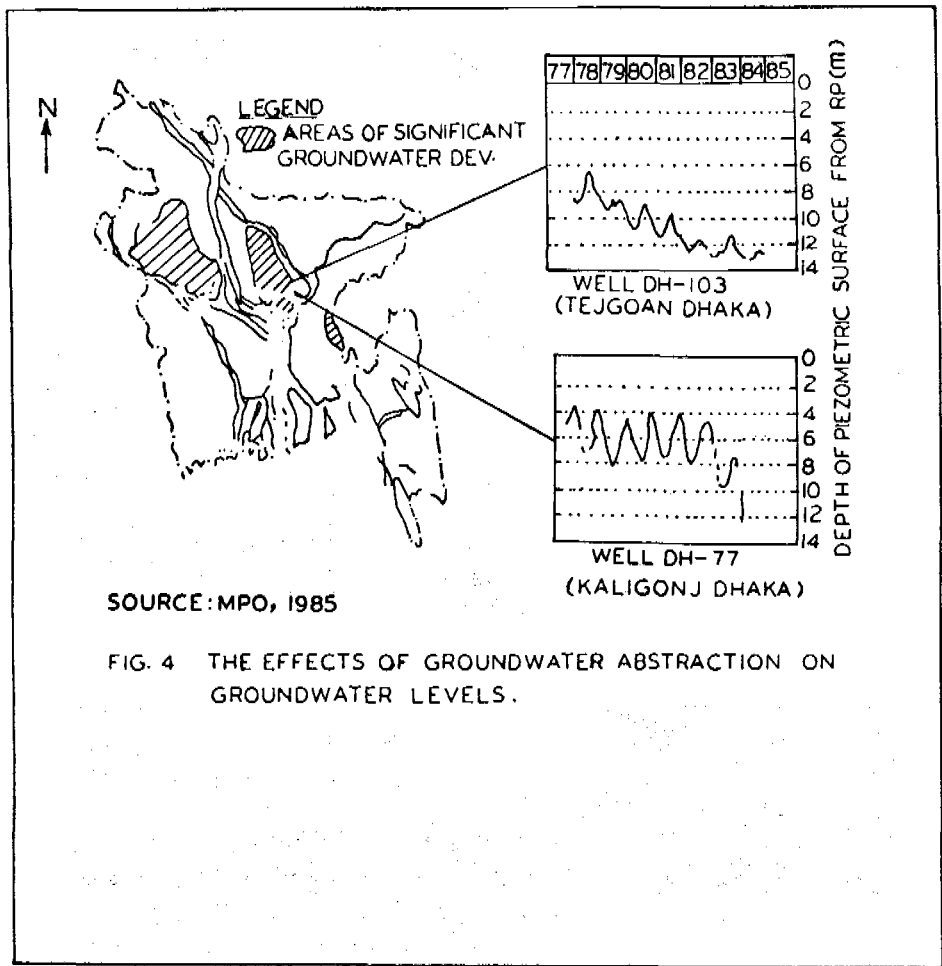 N
LEGEND
AREAS OF SIGNIFICANT
GROUNDWATER DEV.
77 78 79 80 81 82 83 84 85
0
2
4
6
8
10
12
14
WELL DH-103
(TEJGOAN DHAKA)
0
2
4
6
8
10
12
14
WELL DH-77
(KALIGONJ DHAKA)
DEPTH OF PIEZOMETRIC SURFACE FROM RP (m)
SOURCE: MPO, 1985
FIG. 4 THE EFFECTS OF GROUNDWATER ABSTRACTION ON
GROUNDWATER LEVELS.